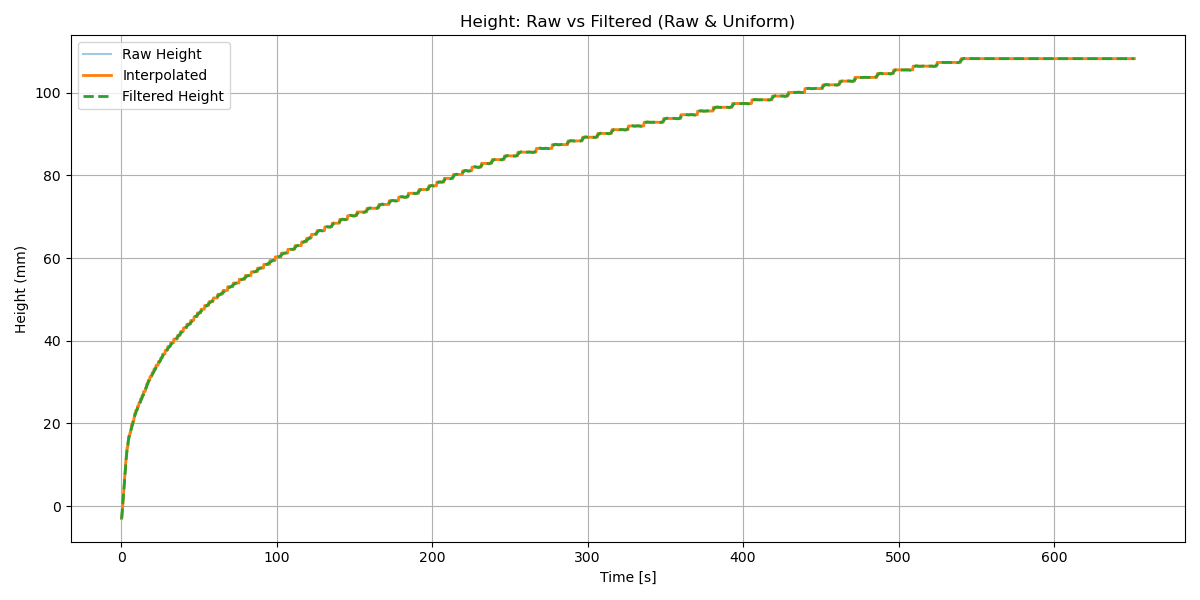 Height: Raw vs Filtered (Raw & Uniform)
Raw Height
Interpolated
Filtered Height
Height (mm)
100
80
60
40
20
0
0 100 200 300 400 500 600
Time [s]